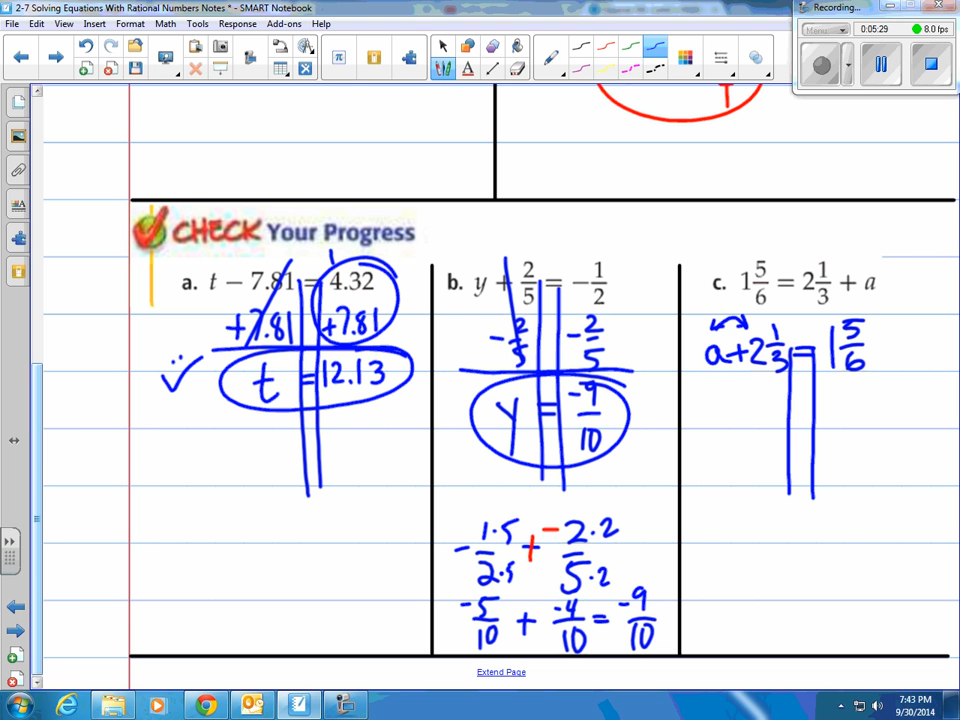 2-7 Solving Equations With Rational Numbers Notes * - SMART Notebook
Recording...
File Edit View Insert Format Math Tools Response Add-ons Help
Menu
00:05:29
8.0 fps
CHECK Your Progress
a. t − 7.81 = 4.32
1
+7.81 +7.81
t = 12.13
b. y + 2/5 = −1/2
−2/5 −2/5
y = −9/10
−1·5/2·5 + −2·2/5·2
−5/10 + −4/10 = −9/10
c. 1 5/6 = 2 1/3 + a
a + 2 1/3 = 1 5/6
Extend Page
7:43 PM
9/30/2014